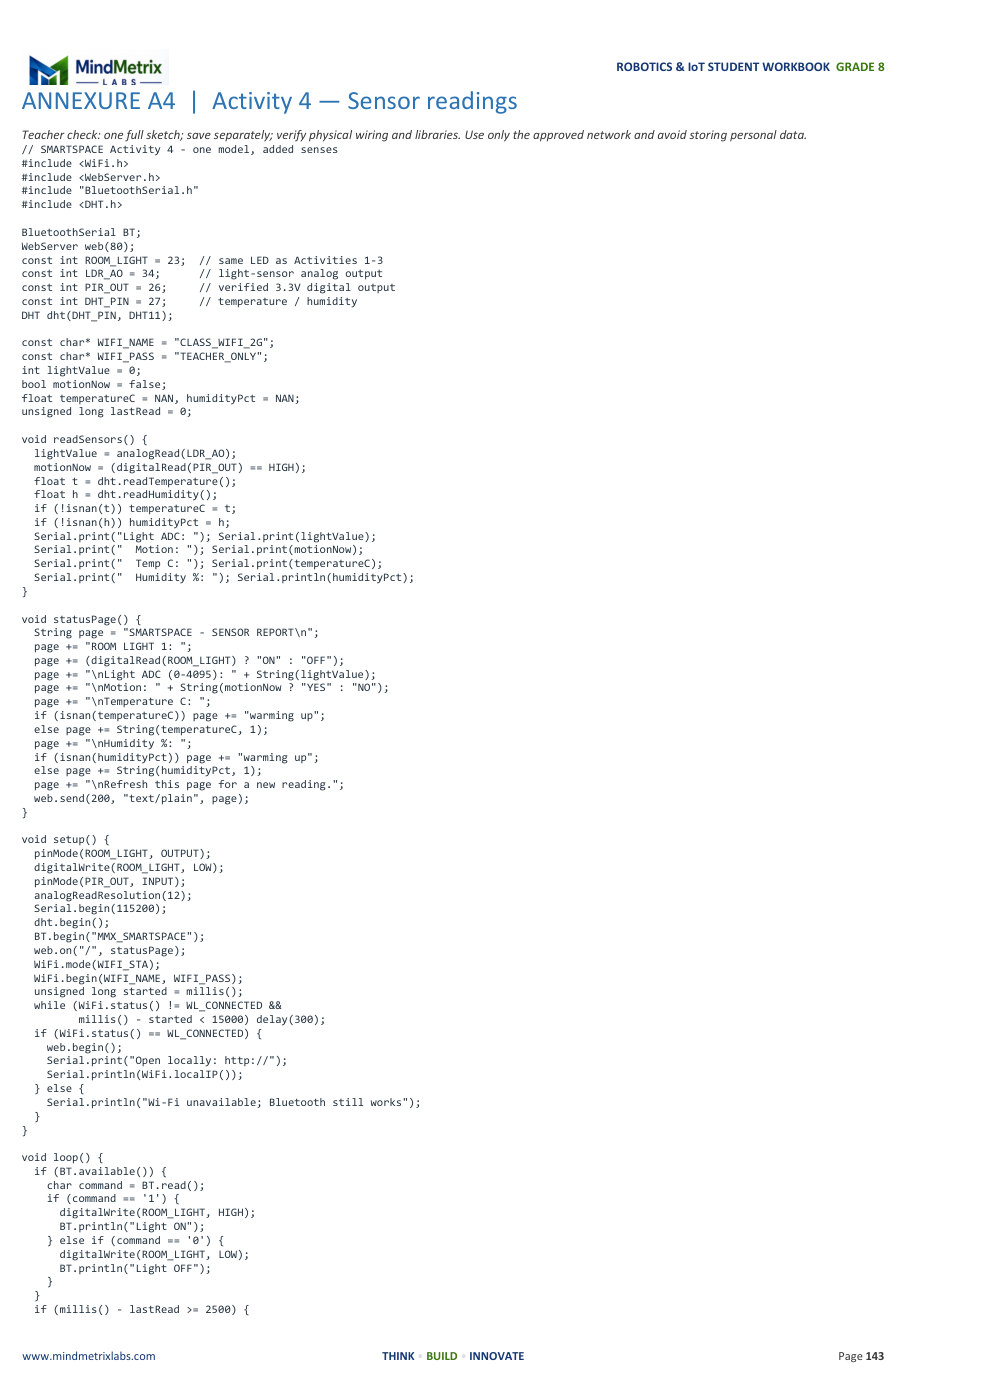 MindMetrix
LABS
ROBOTICS & IoT STUDENT WORKBOOK GRADE 8
ANNEXURE A4 | Activity 4 — Sensor readings
Teacher check: one full sketch; save separately; verify physical wiring and libraries. Use only the approved network and avoid storing personal data.
// SMARTSPACE Activity 4 - one model, added senses
#include <WiFi.h>
#include <WebServer.h>
#include "BluetoothSerial.h"
#include <DHT.h>

BluetoothSerial BT;
WebServer web(80);
const int ROOM_LIGHT = 23;  // same LED as Activities 1-3
const int LDR_AO = 34;      // light-sensor analog output
const int PIR_OUT = 26;     // verified 3.3V digital output
const int DHT_PIN = 27;     // temperature / humidity
DHT dht(DHT_PIN, DHT11);

const char* WIFI_NAME = "CLASS_WIFI_2G";
const char* WIFI_PASS = "TEACHER_ONLY";
int lightValue = 0;
bool motionNow = false;
float temperatureC = NAN, humidityPct = NAN;
unsigned long lastRead = 0;

void readSensors() {
  lightValue = analogRead(LDR_AO);
  motionNow = (digitalRead(PIR_OUT) == HIGH);
  float t = dht.readTemperature();
  float h = dht.readHumidity();
  if (!isnan(t)) temperatureC = t;
  if (!isnan(h)) humidityPct = h;
  Serial.print("Light ADC: "); Serial.print(lightValue);
  Serial.print("  Motion: "); Serial.print(motionNow);
  Serial.print("  Temp C: "); Serial.print(temperatureC);
  Serial.print("  Humidity %: "); Serial.println(humidityPct);
}

void statusPage() {
  String page = "SMARTSPACE - SENSOR REPORT\n";
  page += "ROOM LIGHT 1: ";
  page += (digitalRead(ROOM_LIGHT) ? "ON" : "OFF");
  page += "\nLight ADC (0-4095): " + String(lightValue);
  page += "\nMotion: " + String(motionNow ? "YES" : "NO");
  page += "\nTemperature C: ";
  if (isnan(temperatureC)) page += "warming up";
  else page += String(temperatureC, 1);
  page += "\nHumidity %: ";
  if (isnan(humidityPct)) page += "warming up";
  else page += String(humidityPct, 1);
  page += "\nRefresh this page for a new reading.";
  web.send(200, "text/plain", page);
}

void setup() {
  pinMode(ROOM_LIGHT, OUTPUT);
  digitalWrite(ROOM_LIGHT, LOW);
  pinMode(PIR_OUT, INPUT);
  analogReadResolution(12);
  Serial.begin(115200);
  dht.begin();
  BT.begin("MMX_SMARTSPACE");
  web.on("/", statusPage);
  WiFi.mode(WIFI_STA);
  WiFi.begin(WIFI_NAME, WIFI_PASS);
  unsigned long started = millis();
  while (WiFi.status() != WL_CONNECTED &&
         millis() - started < 15000) delay(300);
  if (WiFi.status() == WL_CONNECTED) {
    web.begin();
    Serial.print("Open locally: http://");
    Serial.println(WiFi.localIP());
  } else {
    Serial.println("Wi-Fi unavailable; Bluetooth still works");
  }
}

void loop() {
  if (BT.available()) {
    char command = BT.read();
    if (command == '1') {
      digitalWrite(ROOM_LIGHT, HIGH);
      BT.println("Light ON");
    } else if (command == '0') {
      digitalWrite(ROOM_LIGHT, LOW);
      BT.println("Light OFF");
    }
  }
  if (millis() - lastRead >= 2500) {
www.mindmetrixlabs.com
THINK • BUILD • INNOVATE
Page 143